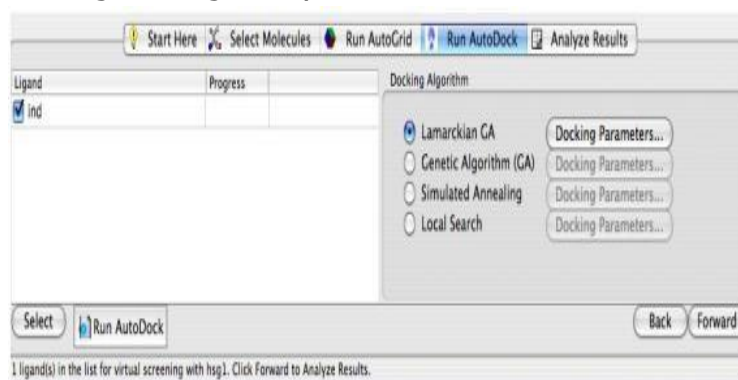 Start Here Select Molecules Run AutoGrid Run AutoDock Analyze Results
Ligand Progress Docking Algorithm
ind
Lamarckian GA Docking Parameters...
Genetic Algorithm (GA) Docking Parameters...
Simulated Annealing Docking Parameters...
Local Search Docking Parameters...
Select Run AutoDock Back Forward
1 ligand(s) in the list for virtual screening with hsg1. Click Forward to Analyze Results.